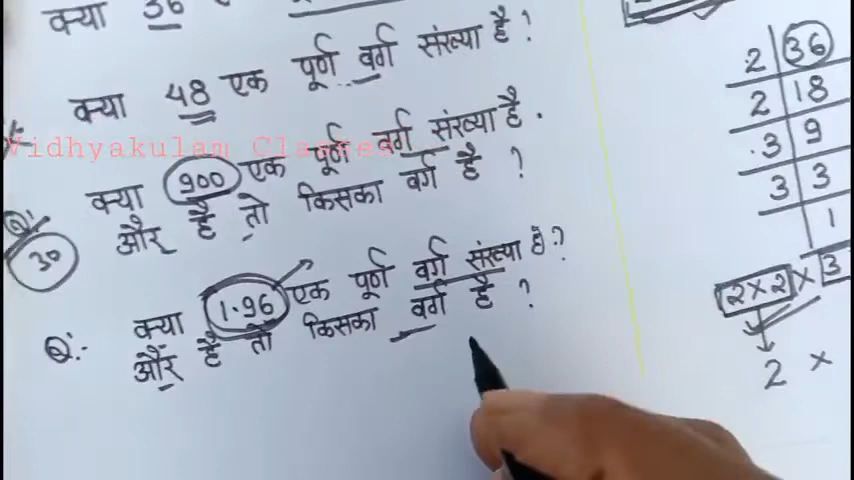 क्या 36
क्या 48 एक पूर्ण वर्ग संख्या है?
Vidhyakulam Classes
क्या 900 एक पूर्ण वर्ग संख्या है.
Q:- और है तो किसका वर्ग है ?
30
क्या 1.96 एक पूर्ण वर्ग संख्या है?
Q:- और है तो किसका वर्ग है ?
2 36
2 18
3 9
3 3
1
2 × 2 × 3
2 ×